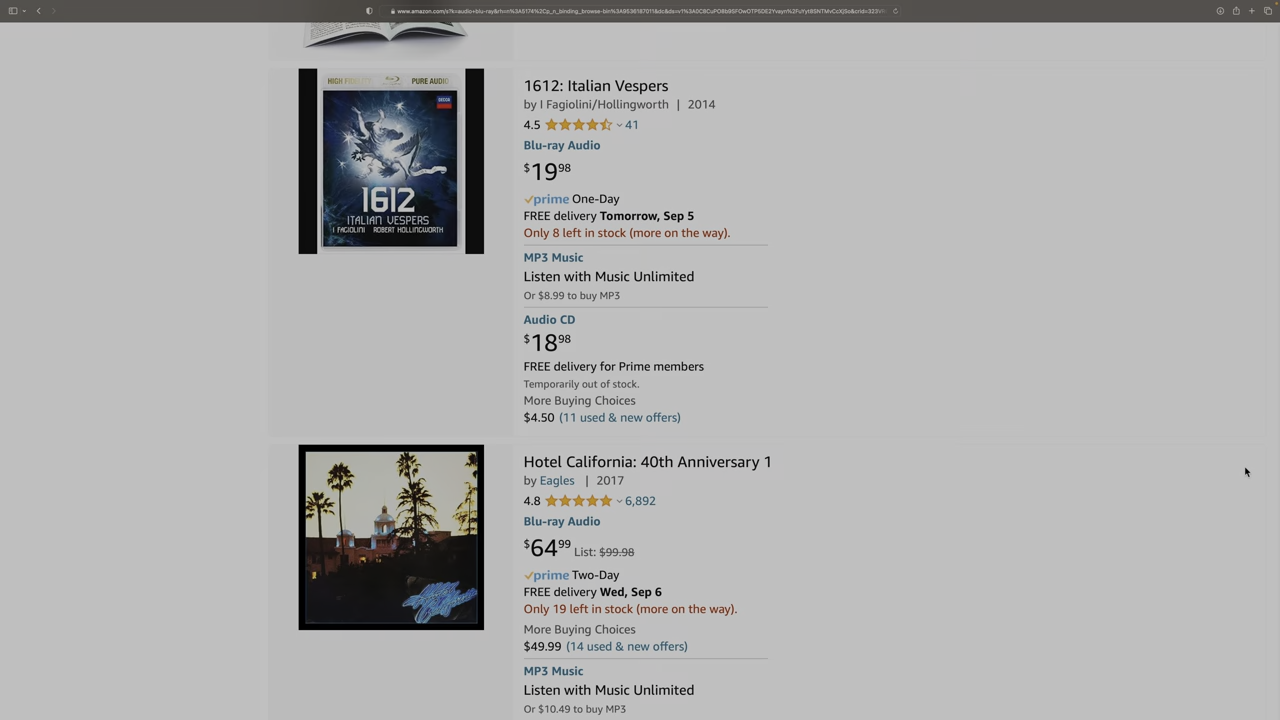 HIGH FIDELITY PURE AUDIO
DECCA
1612
ITALIAN VESPERS
I FAGIOLINI ROBERT HOLLINGWORTH
1612: Italian Vespers
by I Fagiolini/Hollingworth | 2014
4.5 41
Blu-ray Audio
$19 98
prime One-Day
FREE delivery Tomorrow, Sep 5
Only 8 left in stock (more on the way).
MP3 Music
Listen with Music Unlimited
Or $8.99 to buy MP3
Audio CD
$18 98
FREE delivery for Prime members
Temporarily out of stock.
More Buying Choices
$4.50 (11 used & new offers)
Hotel California: 40th Anniversary 1
by Eagles | 2017
4.8 6,892
Blu-ray Audio
$64 99 List: $99.98
prime Two-Day
FREE delivery Wed, Sep 6
Only 19 left in stock (more on the way).
More Buying Choices
$49.99 (14 used & new offers)
MP3 Music
Listen with Music Unlimited
Or $10.49 to buy MP3